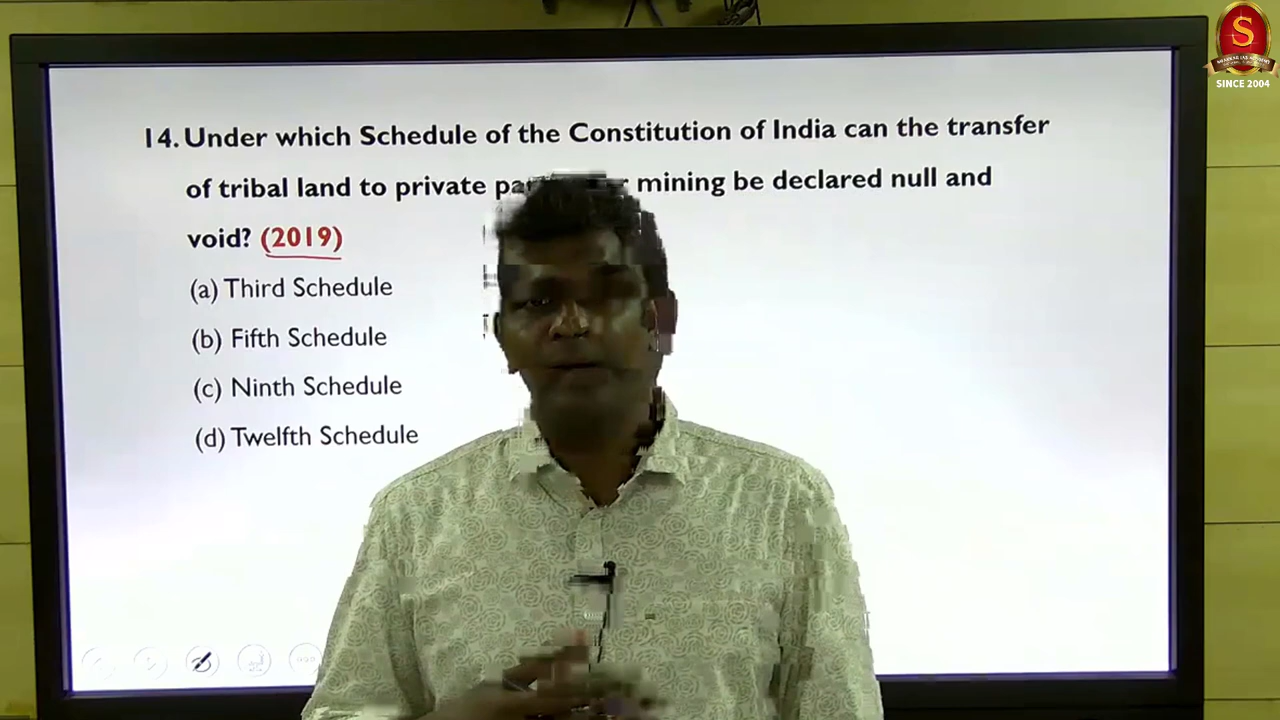 14. Under which Schedule of the Constitution of India can the transfer
of tribal land to private mining be declared null and
void? (2019)
(a) Third Schedule
(b) Fifth Schedule
(c) Ninth Schedule
(d) Twelfth Schedule
S
SINCE 2004